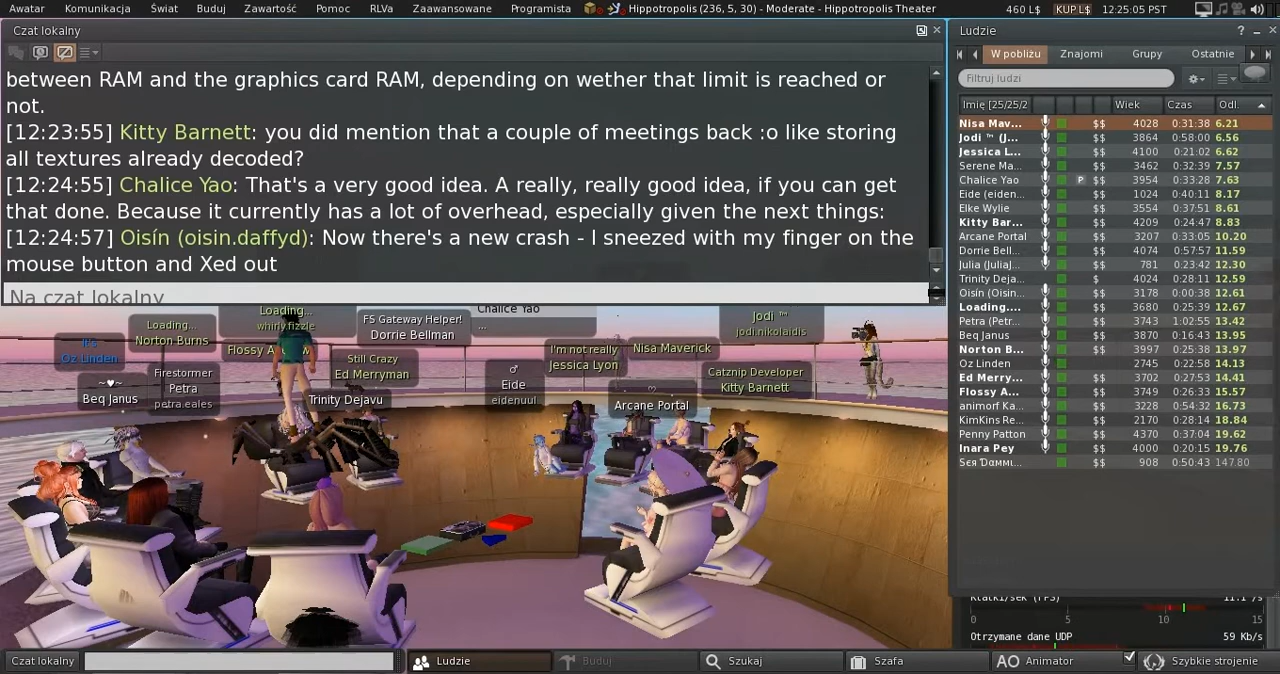 Awatar Komunikacja Świat Buduj Zawartość Pomoc RLVa Zaawansowane Programista Hippotropolis (236, 5, 30) - Moderate - Hippotropolis Theater 460 L$ KUP L$ 12:25:05 PST
Czat lokalny
between RAM and the graphics card RAM, depending on wether that limit is reached or
not.
[12:23:55] Kitty Barnett: you did mention that a couple of meetings back :o like storing
all textures already decoded?
[12:24:55] Chalice Yao: That's a very good idea. A really, really good idea, if you can get
that done. Because it currently has a lot of overhead, especially given the next things:
[12:24:57] Oisín (oisin.daffyd): Now there's a new crash - I sneezed with my finger on the
mouse button and Xed out
Na czat lokalny
Ludzie
W pobliżu Znajomi Grupy Ostatnie
Filtruj ludzi
Imię [25/25/2 Wiek Czas Odl.
Nisa Mav... $$ 4028 0:31:38 6.21
Jodi ™ (J... $$ 3864 0:58:00 6.56
Jessica L... $$ 4100 0:21:02 6.62
Serene Ma... $$ 3462 0:32:39 7.57
Chalice Yao P $$ 3954 0:33:28 7.63
Eide (eiden... $$ 1024 0:40:11 8.17
Elke Wylie $$ 3554 0:37:51 8.61
Kitty Bar... $$ 4209 0:24:47 8.83
Arcane Portal $$ 3207 0:33:05 10.20
Dorrie Bell... $$ 4074 0:57:57 11.59
Julia (JuliaJ... $$ 781 0:23:42 12.30
Trinity Deja... $ 4024 0:28:11 12.59
Oisín (Oisin... $$ 3178 0:00:38 12.61
Loading.... $$ 3680 0:25:39 12.67
Petra (Petr... $$ 3743 1:02:55 13.42
Beq Janus $$ 3870 0:16:43 13.95
Norton B... $$ 3997 0:25:38 13.97
Oz Linden 2745 0:22:58 14.13
Ed Merry... $$ 3702 0:27:53 14.41
Flossy A... $$ 3749 0:26:33 15.57
animorf Ka... $$ 3228 0:54:32 16.73
KimKins Re... $$ 2170 0:28:14 18.84
Penny Patton $$ 4370 0:37:04 19.62
Inara Pey $$ 4000 0:20:15 19.76
Sєя Ɗαммι... $$ 908 0:50:43 147.80
Loading...
Norton Burns
Loading...
whirly.fizzle
FS Gateway Helper!
Dorrie Bellman
Chalice Yao
...
Jodi ™
jodi.nikolaidis
It's
Oz Linden
Still Crazy
Ed Merryman
I'm not really
Jessica Lyon
Nisa Maverick
~♥~
Beq Janus
Firestormer
Petra
petra.eales
Trinity Dejavu
♂
Eide
eidenuul
Arcane Portal
Catznip Developer
Kitty Barnett
Klatki/sek (FPS) 11.1 /s
0 5 10 15
Otrzymane dane UDP 59 Kb/s
Czat lokalny Ludzie Buduj Szukaj Szafa AO Animator Szybkie strojenie